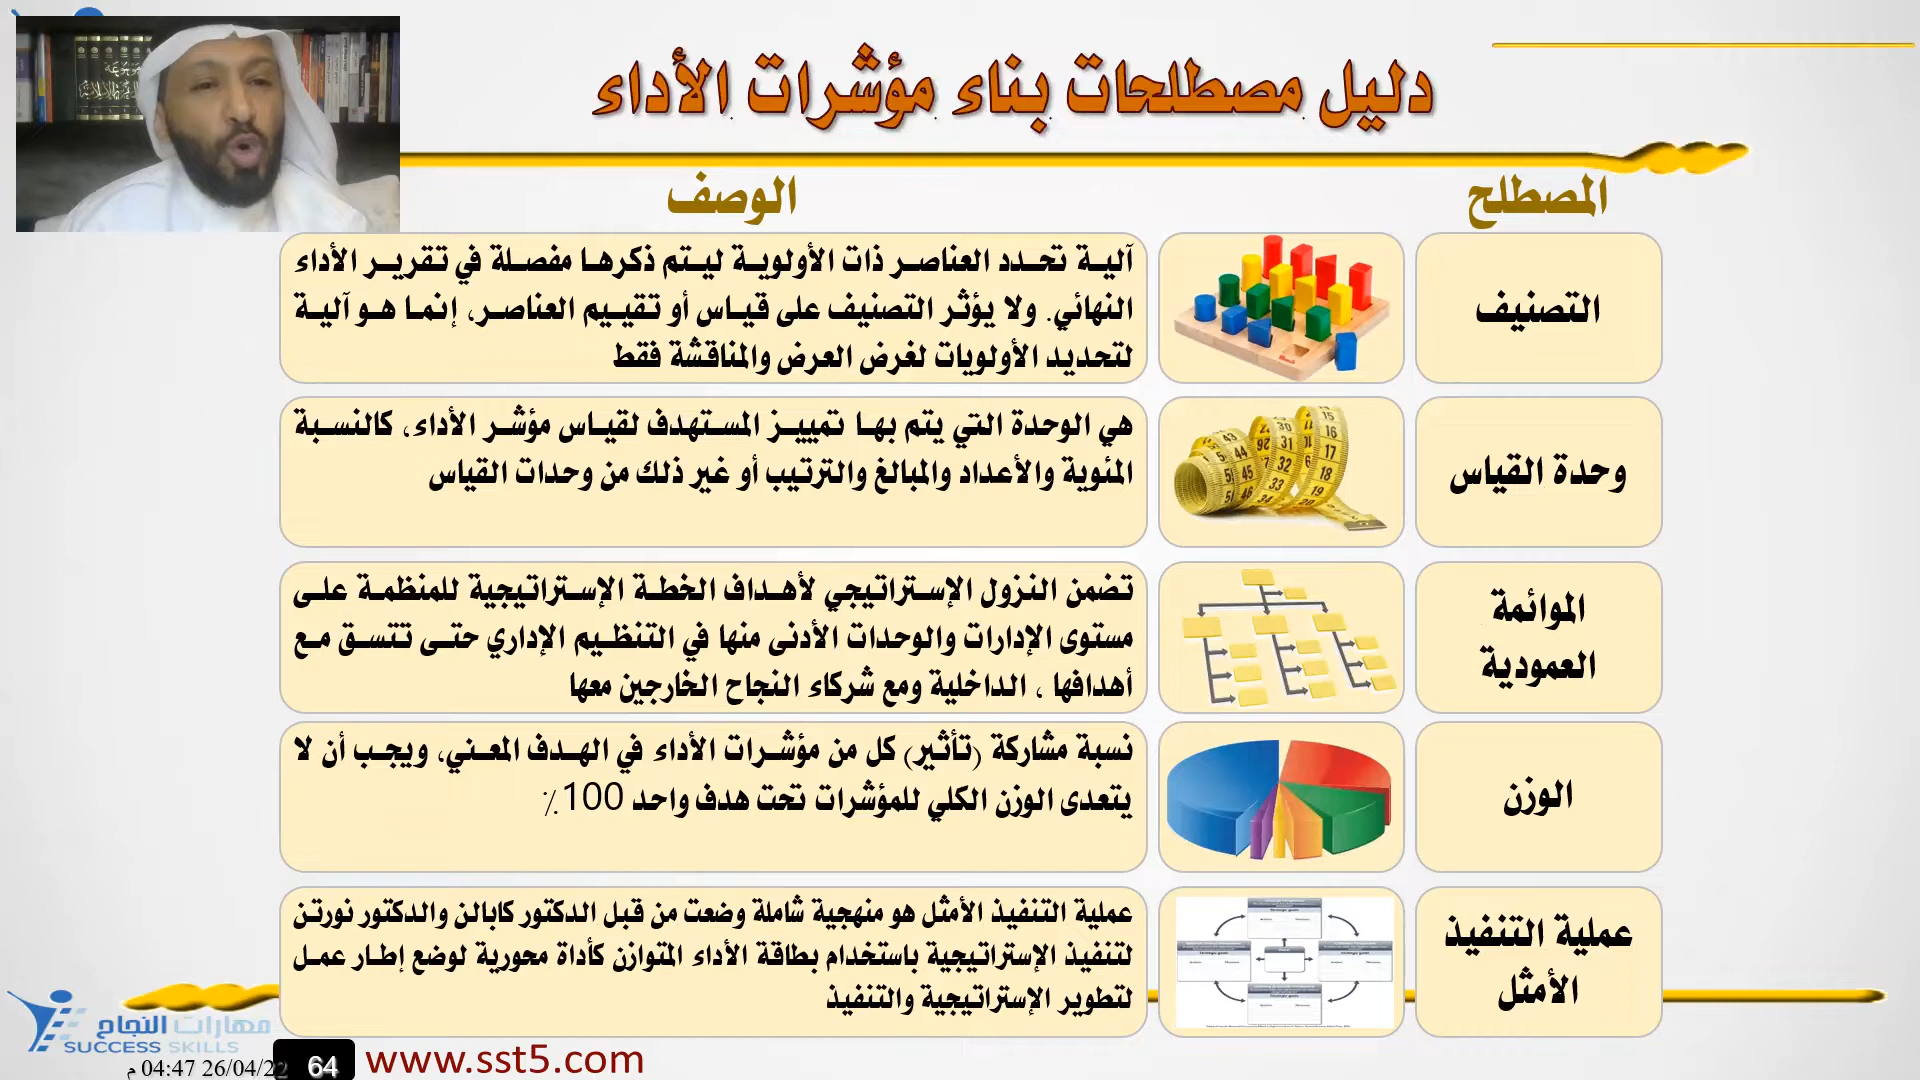 دليل مصطلحات بناء مؤشرات الأداء
المصطلح
الوصف
التصنيف
آلية تحدد العناصر ذات الأولوية ليتم ذكرها مفصلة في تقرير الأداء
النهائي. ولا يؤثر التصنيف على قياس أو تقييم العناصر، إنما هو آلية
لتحديد الأولويات لغرض العرض والمناقشة فقط
وحدة القياس
هي الوحدة التي يتم بها تمييز المستهدف لقياس مؤشر الأداء، كالنسبة
المئوية والأعداد والمبالغ والترتيب أو غير ذلك من وحدات القياس
الموائمة
العمودية
تضمن النزول الإستراتيجي لأهداف الخطة الإستراتيجية للمنظمة على
مستوى الإدارات والوحدات الأدنى منها في التنظيم الإداري حتى تتسق مع
أهدافها ، الداخلية ومع شركاء النجاح الخارجين معها
الوزن
نسبة مشاركة (تأثير) كل من مؤشرات الأداء في الهدف المعني، ويجب أن لا
يتعدى الوزن الكلي للمؤشرات تحت هدف واحد 100٪
عملية التنفيذ
الأمثل
عملية التنفيذ الأمثل هو منهجية شاملة وضعت من قبل الدكتور كابالن والدكتور نورتن
لتنفيذ الإستراتيجية باستخدام بطاقة الأداء المتوازن كأداة محورية لوضع إطار عمل
لتطوير الإستراتيجية والتنفيذ
مهارات النجاح
SUCCESS SKILLS
04:47 26/04/22 م
64
www.sst5.com